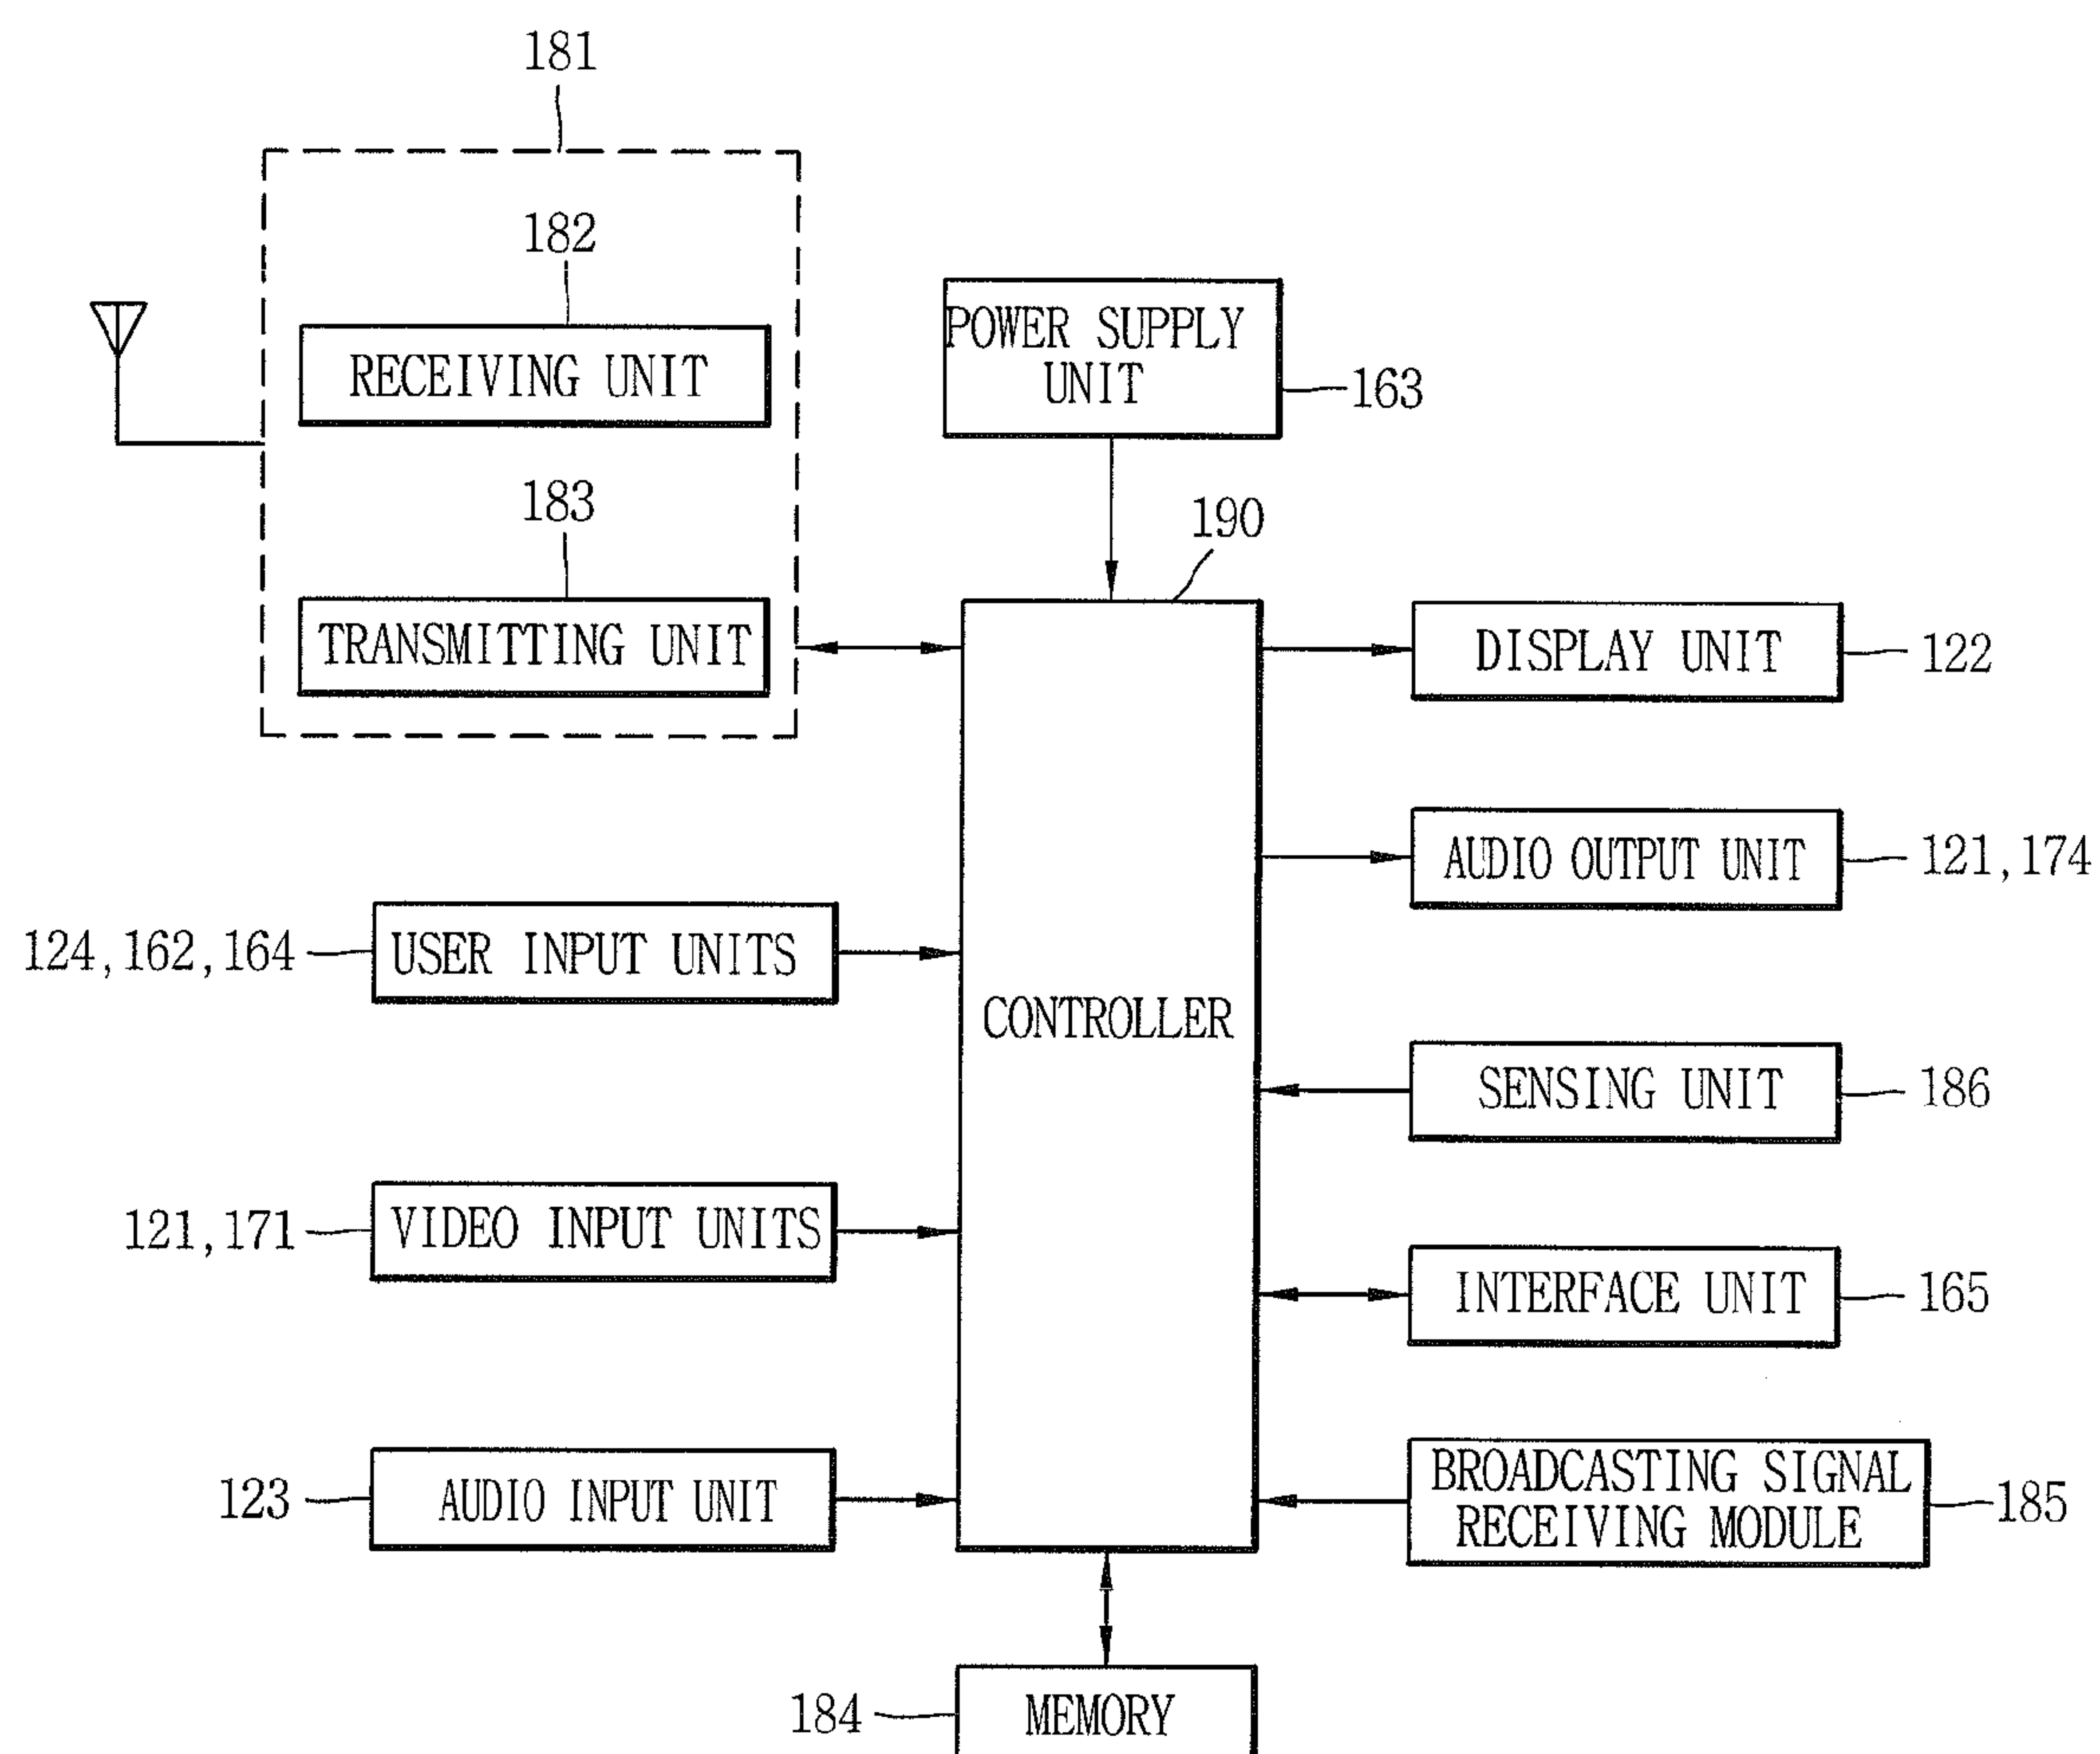 181
182
RECEIVING UNIT
183
TRANSMITTING UNIT
POWER SUPPLY
UNIT
163
190
CONTROLLER
DISPLAY UNIT
122
AUDIO OUTPUT UNIT
121,174
124,162,164
USER INPUT UNITS
SENSING UNIT
186
121,171
VIDEO INPUT UNITS
INTERFACE UNIT
165
123
AUDIO INPUT UNIT
BROADCASTING SIGNAL
RECEIVING MODULE
185
184
MEMORY